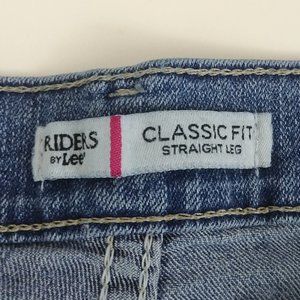 RIDERS
BY Lee
CLASSIC FIT
STRAIGHT LEG